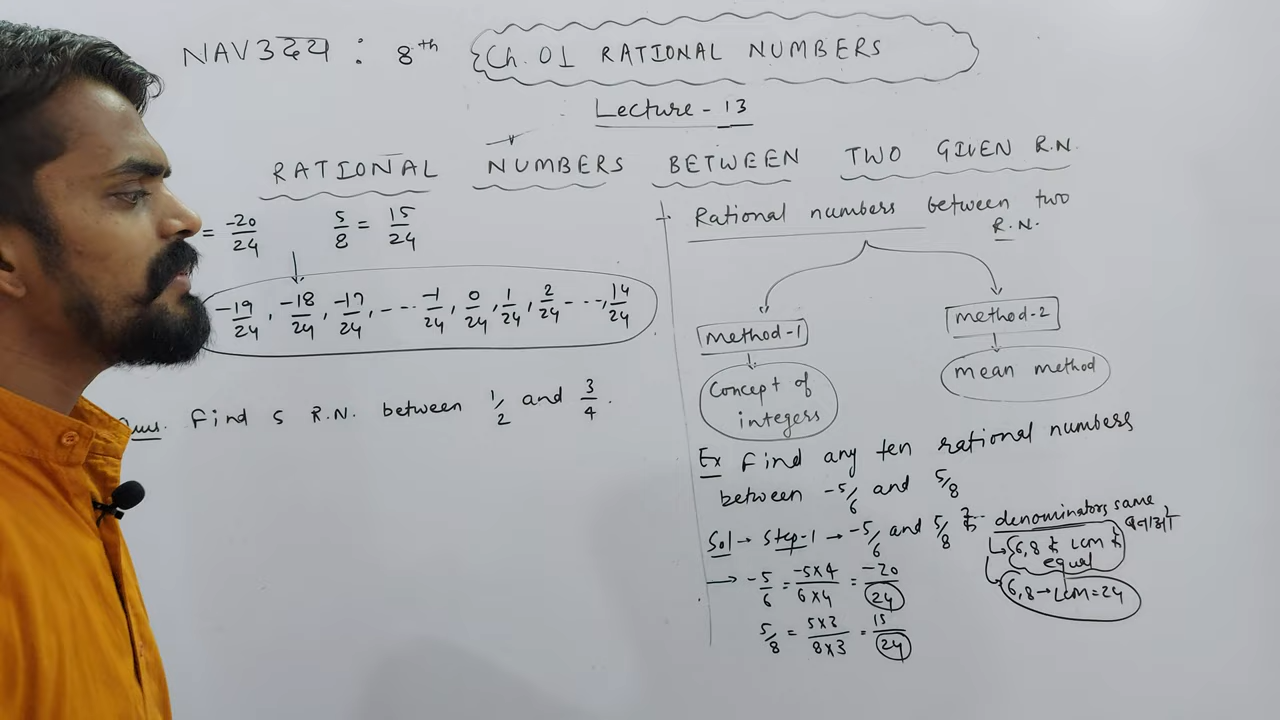 NAV3ططط : 8th Ch. 01 RATIONAL NUMBERS
Lecture - 13
RATIONAL NUMBERS BETWEEN TWO GIVEN R.N.
= -20/24 5/8 = 15/24
-19/24, -18/24, -17/24, --- -1/24, 0/24, 1/24, 2/24 ---, 14/24
Ques. Find 5 R.N. between 1/2 and 3/4.
Rational numbers between two
R.N.
method-1 method-2
Concept of
integers
mean method
Ex Find any ten rational numbers
between -5/6 and 5/8
Sol → Step-1 → -5/6 and 5/8 denominators same
6,8 LCM
equal
6,8 → LCM = 24
→ -5/6 = -5×4/6×4 = -20/24
5/8 = 5×3/8×3 = 15/24